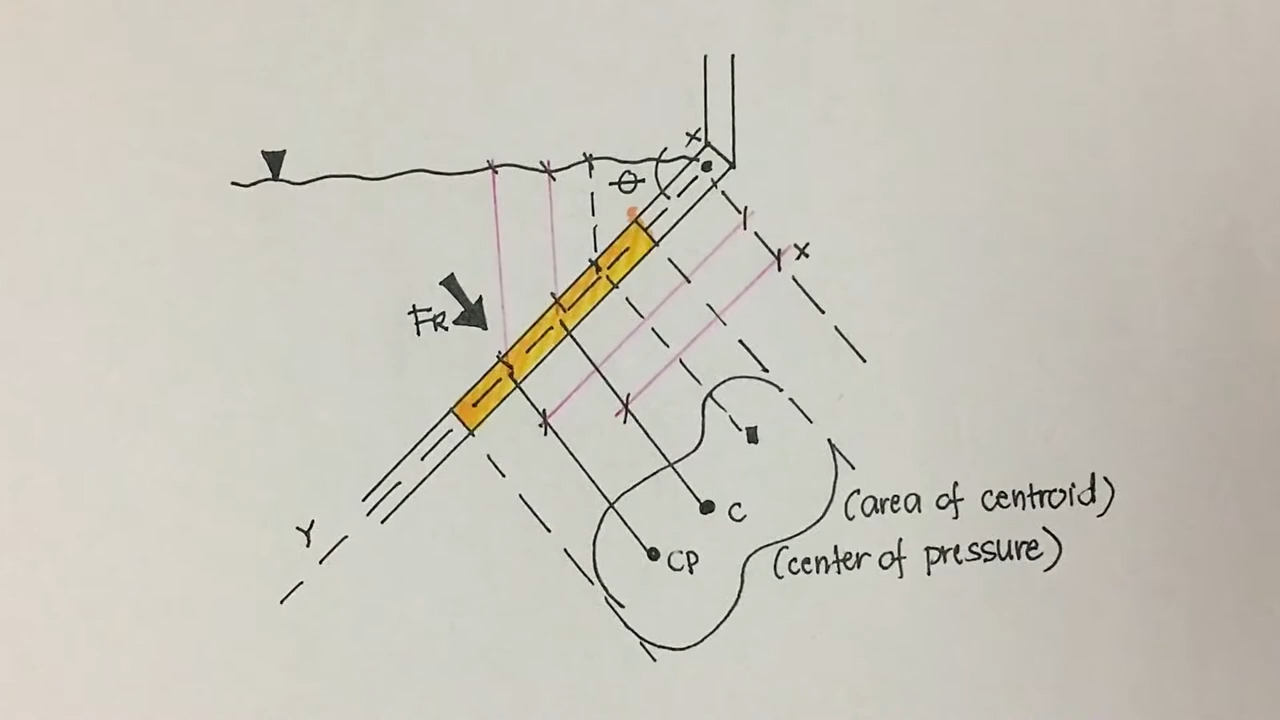 x
θ
x
FR
Y
C
(area of centroid)
CP
(center of pressure)